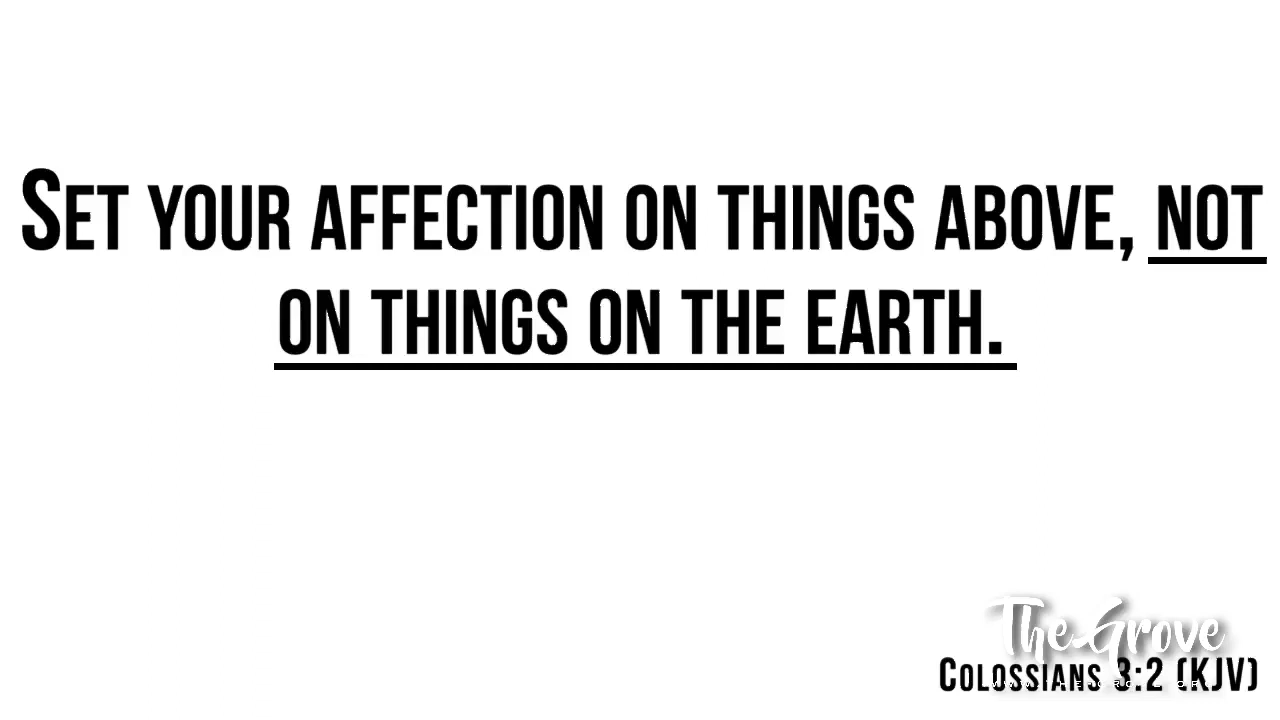 Set your affection on things above, not
on things on the earth.
The Grove
Colossians 3:2 (KJV)